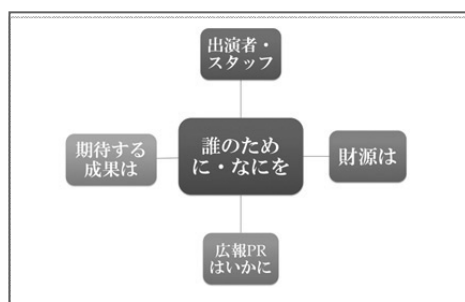 出演者・
スタッフ
期待する
成果は
誰のため
に・なにを
財源は
広報PR
はいかに